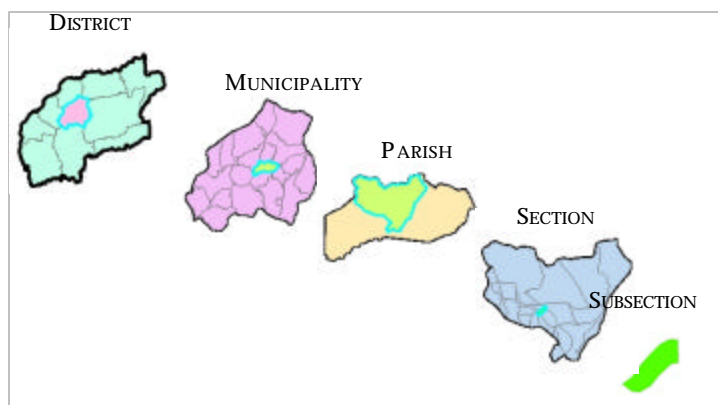 DISTRICT
MUNICIPALITY
PARISH
SECTION
SUBSECTION